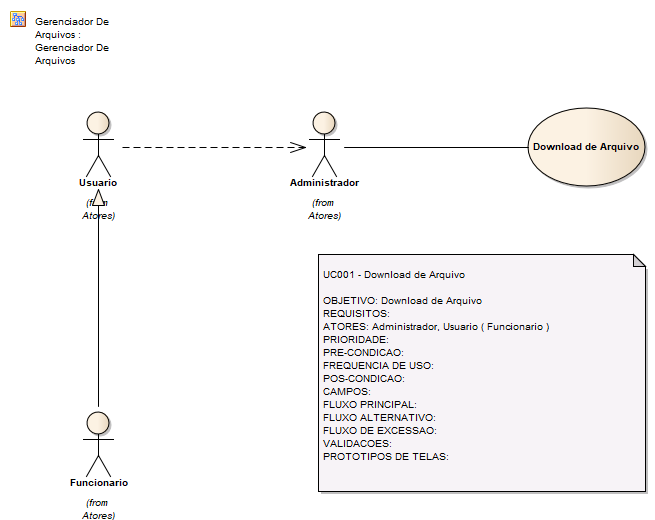 Gerenciador De
Arquivos :
Gerenciador De
Arquivos
Usuario
(from
Atores)
Administrador
(from
Atores)
Download de Arquivo
UC001 - Download de Arquivo
OBJETIVO: Download de Arquivo
REQUISITOS:
ATORES: Administrador, Usuario ( Funcionario )
PRIORIDADE:
PRE-CONDICAO:
FREQUENCIA DE USO:
POS-CONDICAO:
CAMPOS:
FLUXO PRINCIPAL:
FLUXO ALTERNATIVO:
FLUXO DE EXCESSAO:
VALIDACOES:
PROTOTIPOS DE TELAS:
Funcionario
(from
Atores)